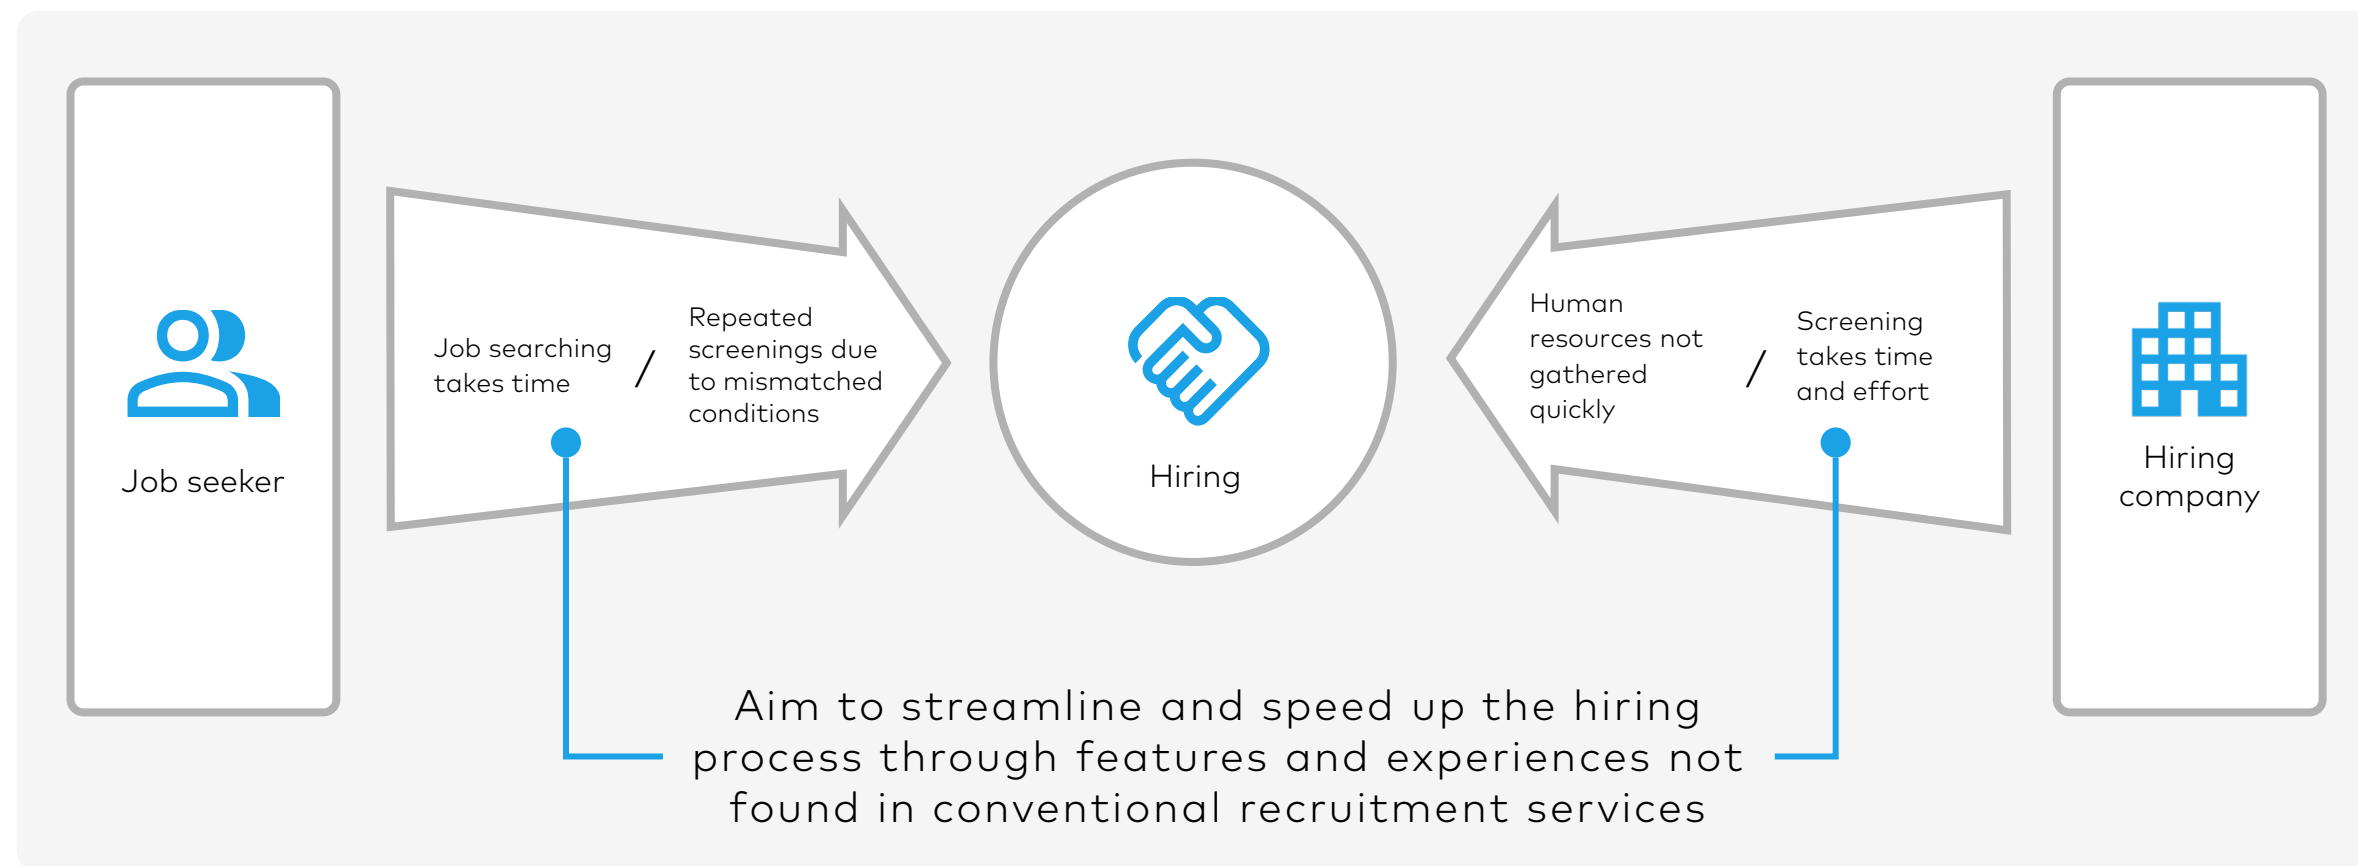 Job seeker
Job searching
takes time
/
Repeated
screenings due
to mismatched
conditions
Hiring
Human
resources not
gathered
quickly
/
Screening
takes time
and effort
Hiring
company
Aim to streamline and speed up the hiring
process through features and experiences not
found in conventional recruitment services